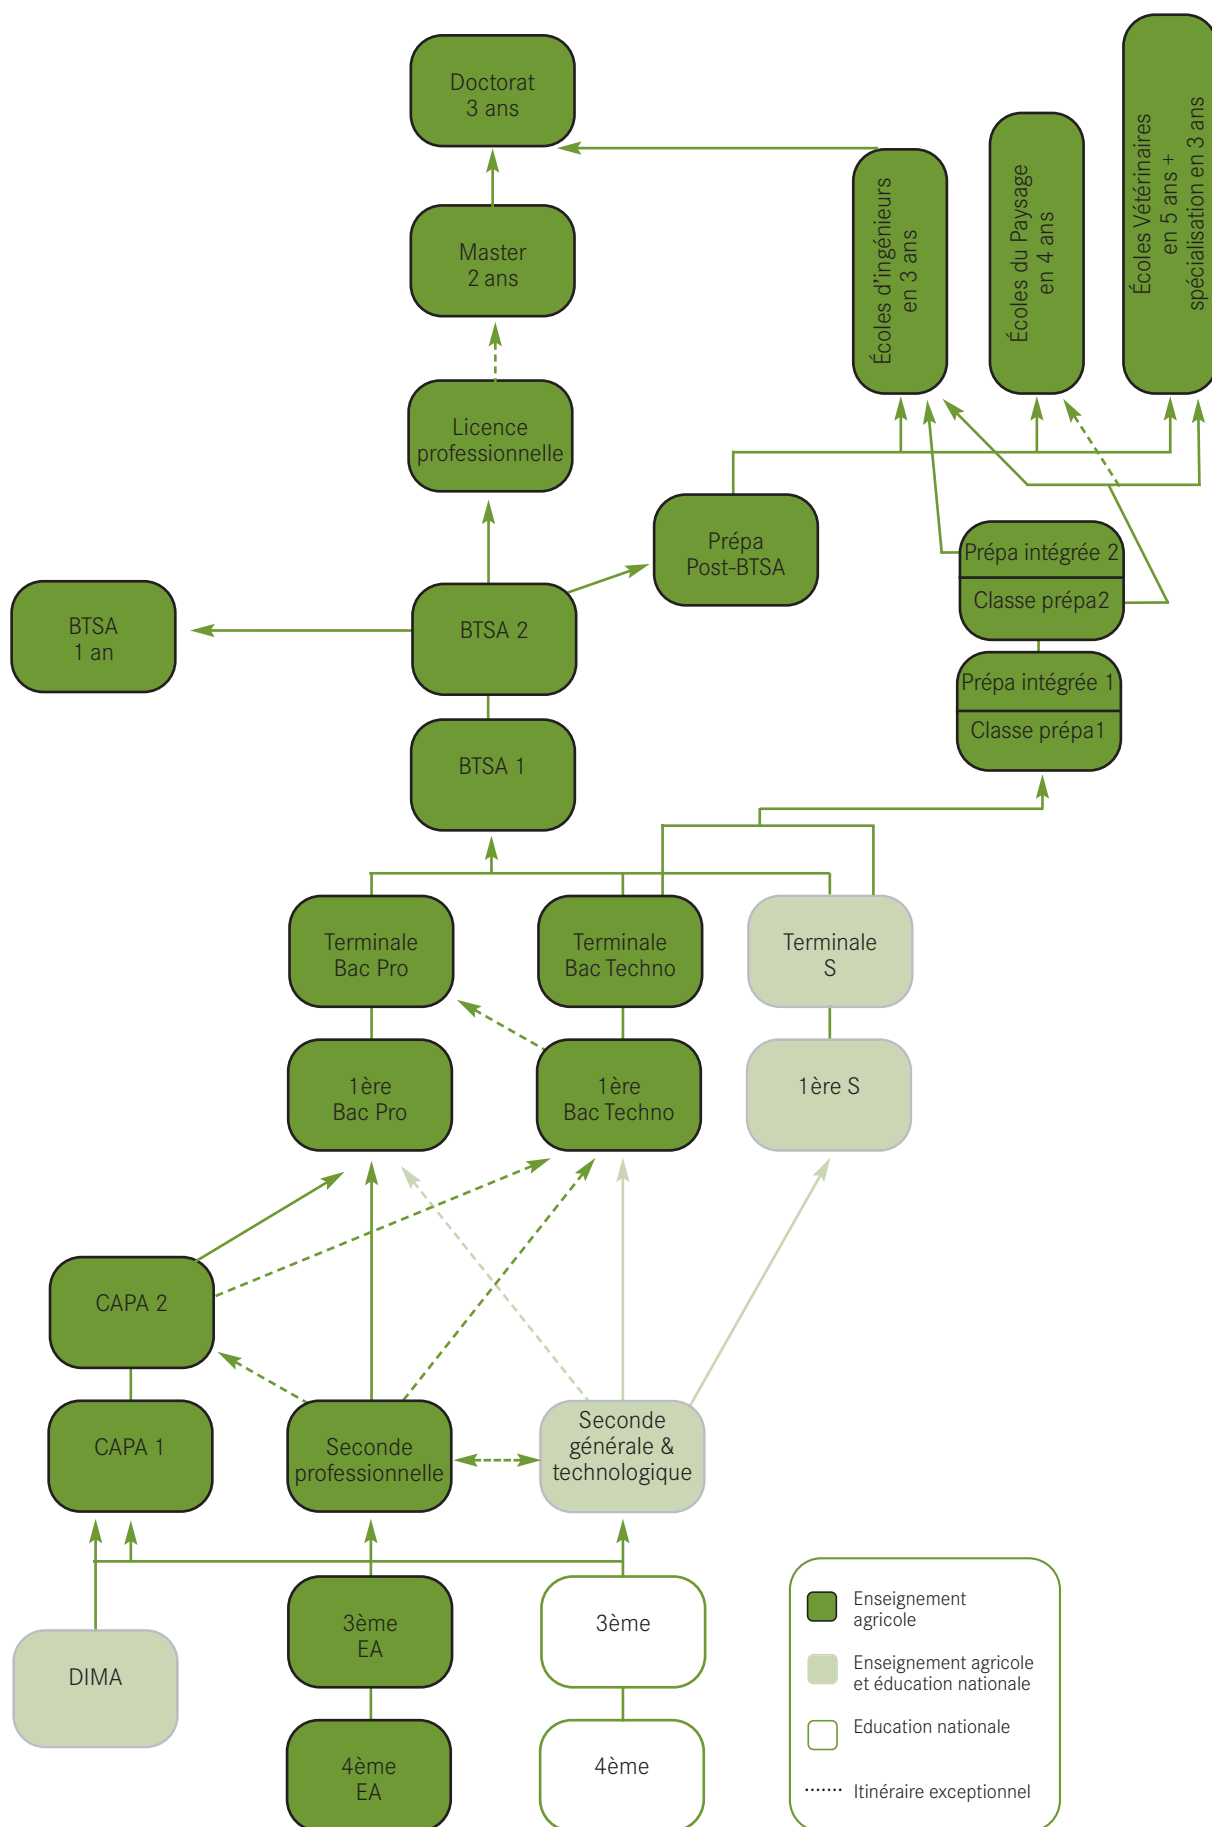 Doctorat
3 ans
Master
2 ans
Licence
professionnelle
Écoles d'ingénieurs
en 3 ans
Écoles du Paysage
en 4 ans
Écoles Vétérinaires
en 5 ans +
spécialisation en 3 ans
Prépa
Post-BTSA
Prépa intégrée 2
Classe prépa2
BTSA
1 an
BTSA 2
Prépa intégrée 1
Classe prépa1
BTSA 1
Terminale
Bac Pro
Terminale
Bac Techno
Terminale
S
1ère
Bac Pro
1ère
Bac Techno
1ère S
CAPA 2
CAPA 1
Seconde
professionnelle
Seconde
générale &
technologique
DIMA
3ème
EA
3ème
4ème
EA
4ème
Enseignement
agricole
Enseignement agricole
et éducation nationale
Education nationale
Itinéraire exceptionnel